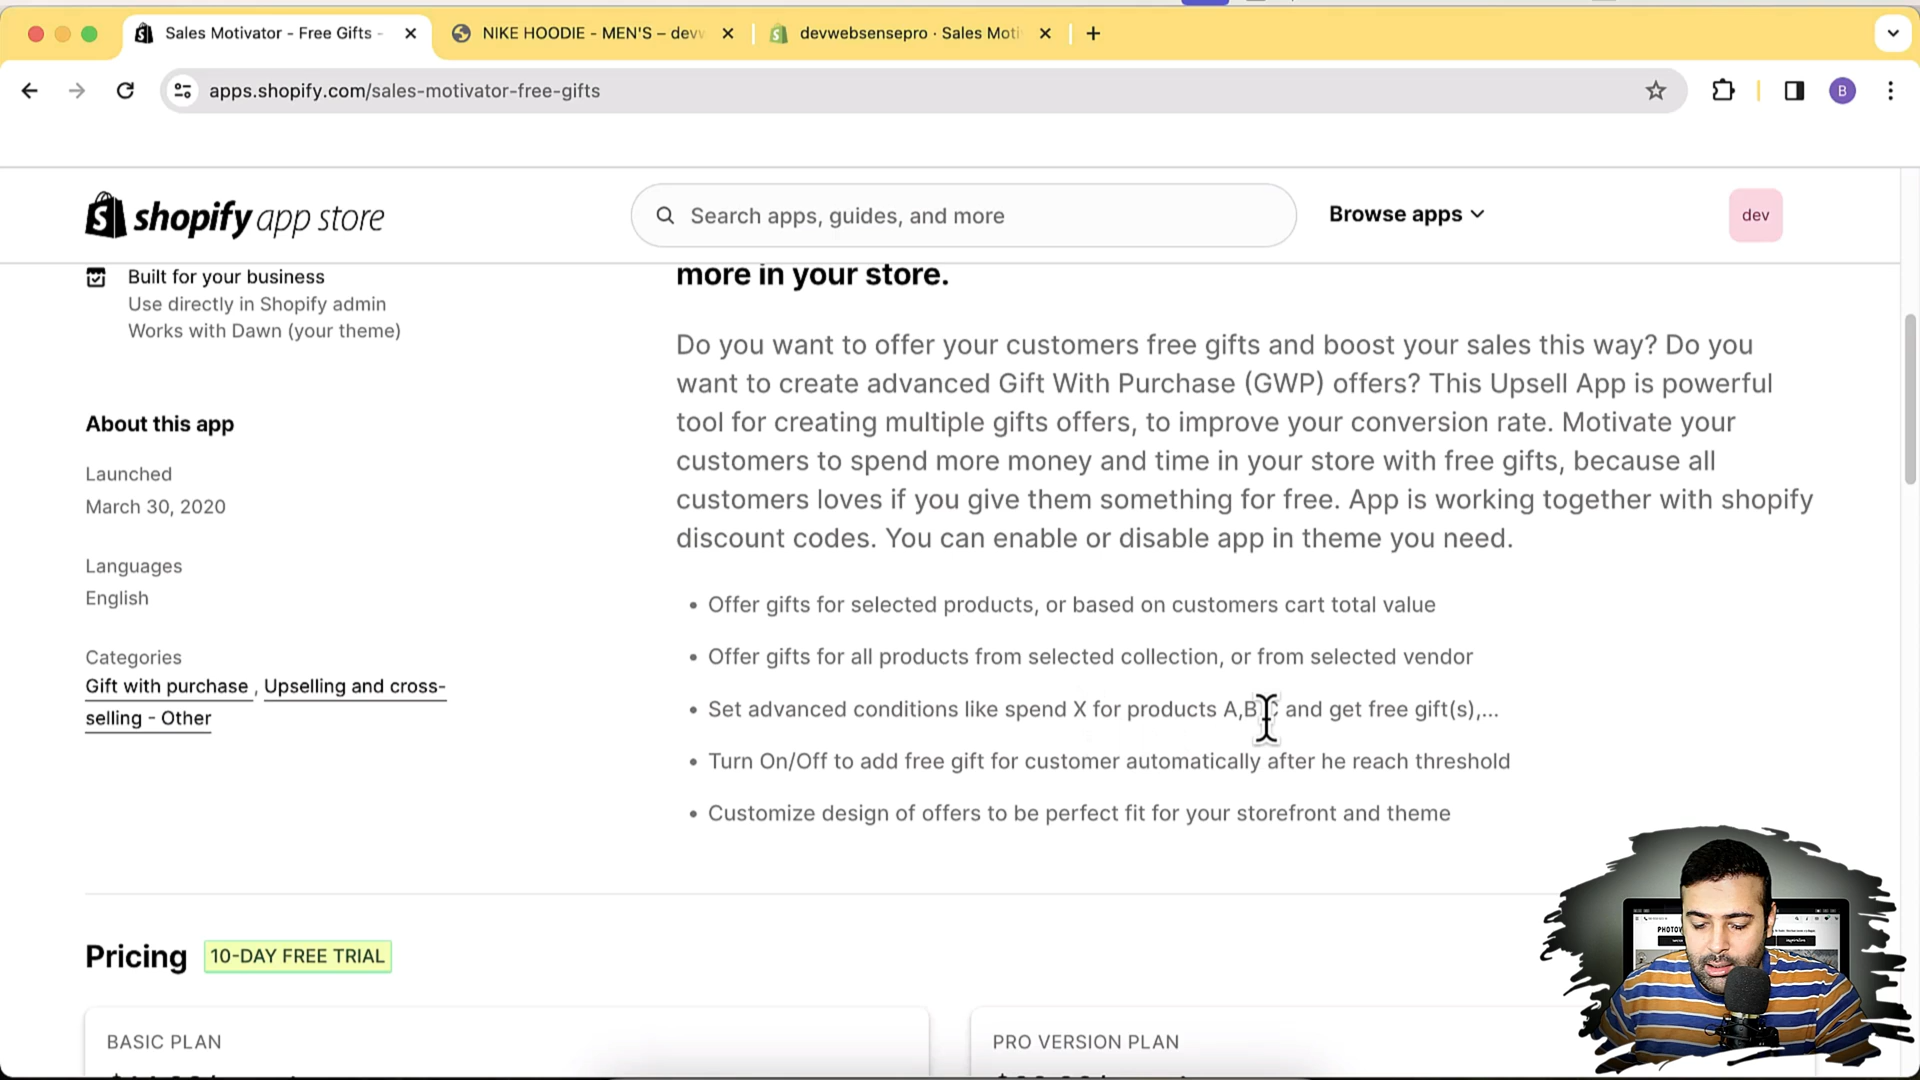 Sales Motivator - Free Gifts -
NIKE HOODIE - MEN'S – devw
devwebsensepro · Sales Moti
apps.shopify.com/sales-motivator-free-gifts
B
shopify app store
Search apps, guides, and more
Browse apps
dev
Built for your business
Use directly in Shopify admin
Works with Dawn (your theme)
About this app
Launched
March 30, 2020
Languages
English
Categories
Gift with purchase , Upselling and cross-
selling - Other
more in your store.
Do you want to offer your customers free gifts and boost your sales this way? Do you
want to create advanced Gift With Purchase (GWP) offers? This Upsell App is powerful
tool for creating multiple gifts offers, to improve your conversion rate. Motivate your
customers to spend more money and time in your store with free gifts, because all
customers loves if you give them something for free. App is working together with shopify
discount codes. You can enable or disable app in theme you need.
• Offer gifts for selected products, or based on customers cart total value
• Offer gifts for all products from selected collection, or from selected vendor
• Set advanced conditions like spend X for products A,B,C and get free gift(s),...
• Turn On/Off to add free gift for customer automatically after he reach threshold
• Customize design of offers to be perfect fit for your storefront and theme
Pricing
10-DAY FREE TRIAL
BASIC PLAN
PRO VERSION PLAN